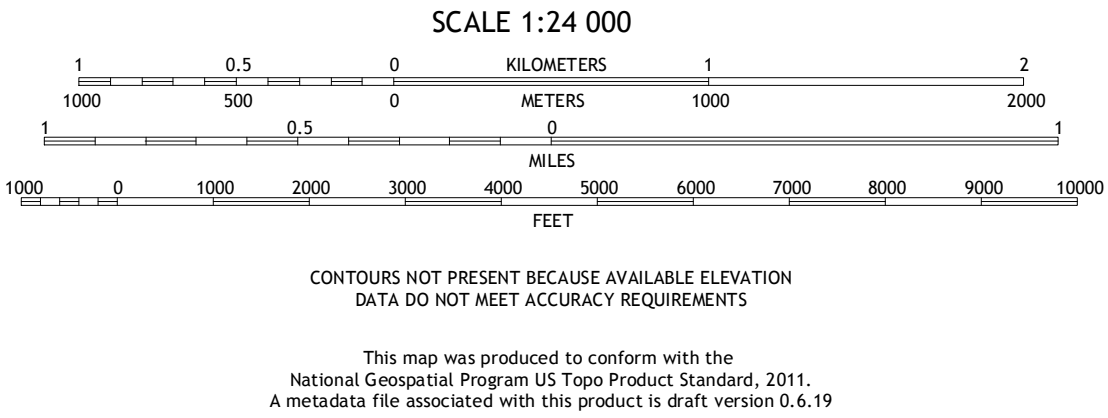 SCALE 1:24 000
1 0.5 0 KILOMETERS 1 2
1000 500 0 METERS 1000 2000
1 0.5 0 1
MILES
1000 0 1000 2000 3000 4000 5000 6000 7000 8000 9000 10000
FEET
CONTOURS NOT PRESENT BECAUSE AVAILABLE ELEVATION
DATA DO NOT MEET ACCURACY REQUIREMENTS
This map was produced to conform with the
National Geospatial Program US Topo Product Standard, 2011.
A metadata file associated with this product is draft version 0.6.19